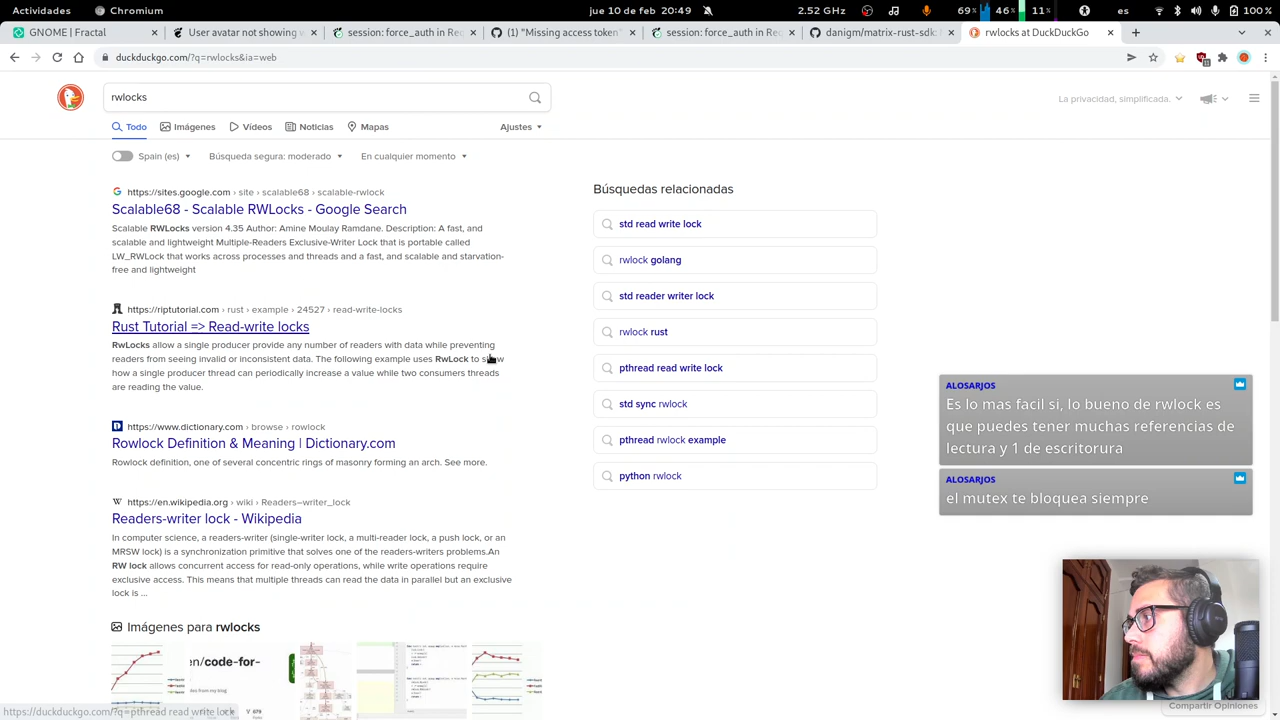 Actividades
Chromium
jue 10 de feb 20:49
2.52 GHz
69%
46%
11%
es
100 %
GNOME | Fractal
User avatar not showing w
session: force_auth in Req
(1) "Missing access token"
session: force_auth in Req
danigm/matrix-rust-sdk:
rwlocks at DuckDuckGo
duckduckgo.com/?q=rwlocks&ia=web
11
rwlocks
La privacidad, simplificada.
Todo
Imágenes
Vídeos
Noticias
Mapas
Ajustes
Spain (es)
Búsqueda segura: moderado
En cualquier momento
https://sites.google.com › site › scalable68 › scalable-rwlock
Scalable68 - Scalable RWLocks - Google Search
Scalable RWLocks version 4.35 Author: Amine Moulay Ramdane. Description: A fast, and
scalable and lightweight Multiple-Readers Exclusive-Writer Lock that is portable called
LW_RWLock that works across processes and threads and a fast, and scalable and starvation-
free and lightweight
https://riptutorial.com › rust › example › 24527 › read-write-locks
Rust Tutorial => Read-write locks
RwLocks allow a single producer provide any number of readers with data while preventing
readers from seeing invalid or inconsistent data. The following example uses RwLock to show
how a single producer thread can periodically increase a value while two consumers threads
are reading the value.
https://www.dictionary.com › browse › rowlock
Rowlock Definition & Meaning | Dictionary.com
Rowlock definition, one of several concentric rings of masonry forming an arch. See more.
https://en.wikipedia.org › wiki › Readers–writer_lock
Readers-writer lock - Wikipedia
In computer science, a readers-writer (single-writer lock, a multi-reader lock, a push lock, or an
MRSW lock) is a synchronization primitive that solves one of the readers-writers problems.An
RW lock allows concurrent access for read-only operations, while write operations require
exclusive access. This means that multiple threads can read the data in parallel but an exclusive
lock is ...
Imágenes para rwlocks
en/code-for-
Búsquedas relacionadas
std read write lock
rwlock golang
std reader writer lock
rwlock rust
pthread read write lock
std sync rwlock
pthread rwlock example
python rwlock
ALOSARJOS
Es lo mas facil si, lo bueno de rwlock es
que puedes tener muchas referencias de
lectura y 1 de escritorura
ALOSARJOS
el mutex te bloquea siempre
Compartir Opiniones
https://duckduckgo.com/?q=pthread read write lock